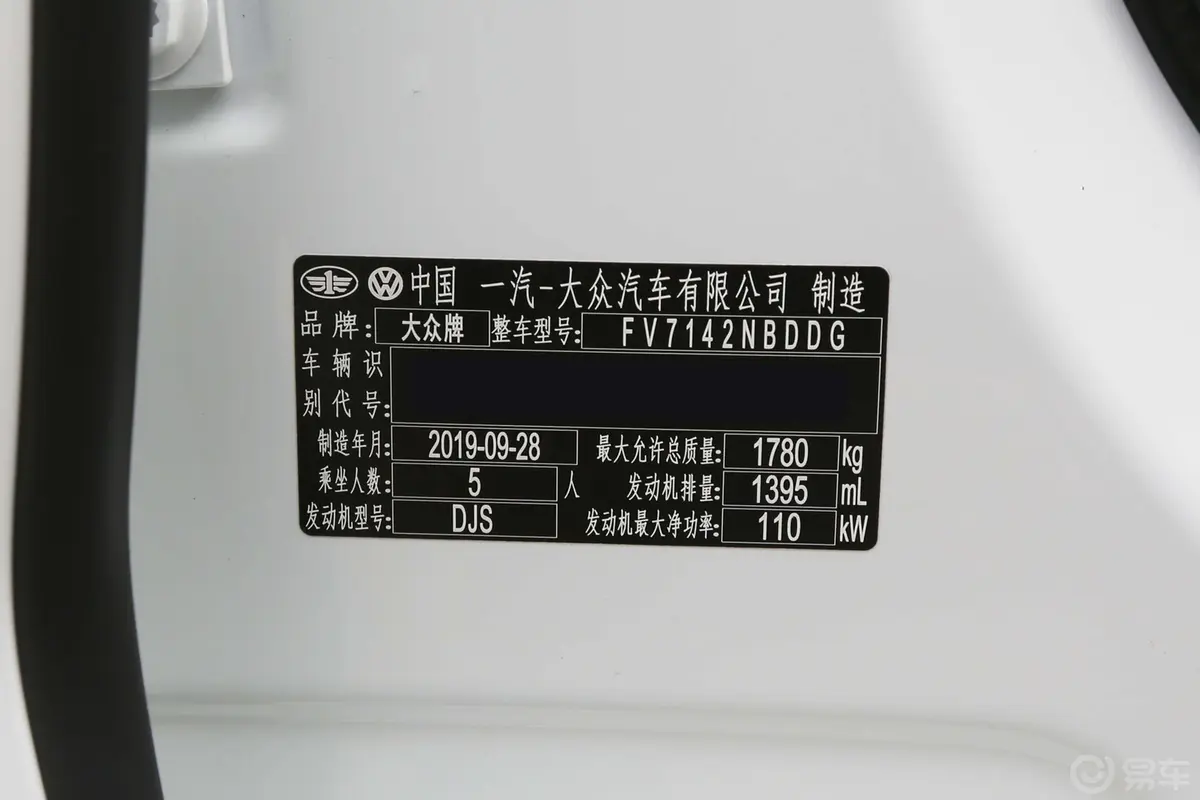 中国 一汽-大众汽车有限公司 制造
品牌: 大众牌 整车型号: FV7142NBDDG
车辆识
别代号:
制造年月: 2019-09-28 最大允许总质量: 1780 kg
乘坐人数: 5 人 发动机排量: 1395 mL
发动机型号: DJS 发动机最大净功率: 110 kW
易车